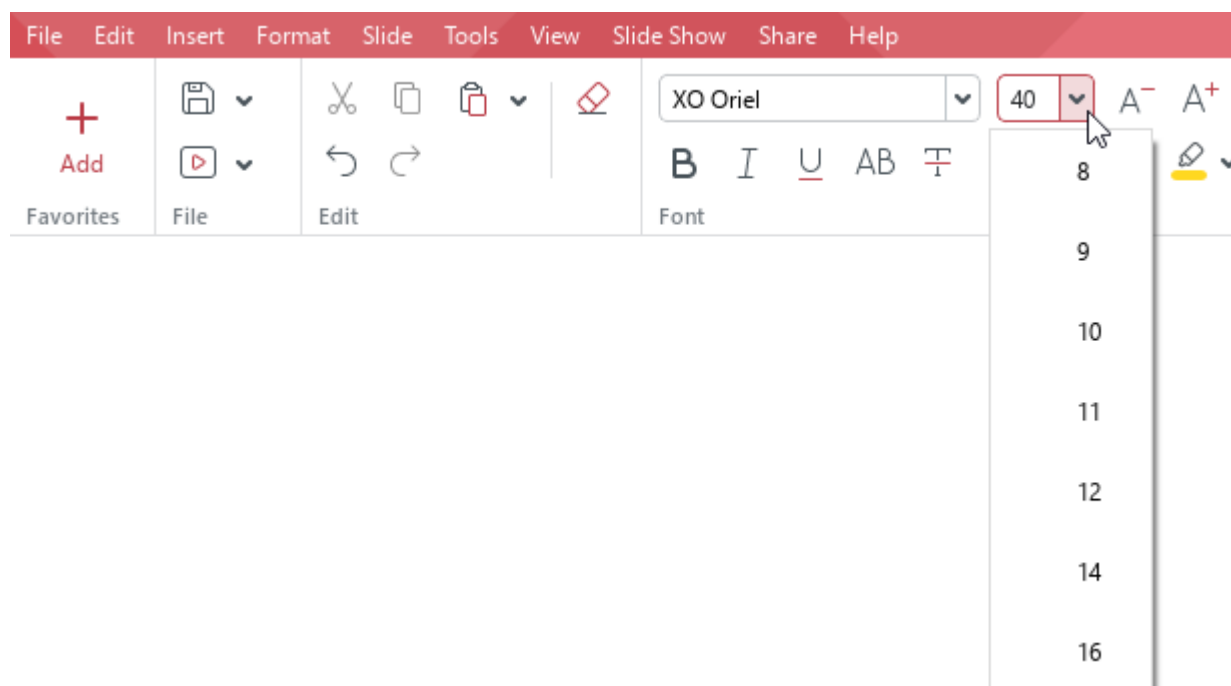 File Edit Insert Format Slide Tools View Slide Show Share Help
XO Oriel 40 A− A+
Add B I U AB T
8
Favorites File Edit Font
9
10
11
12
14
16